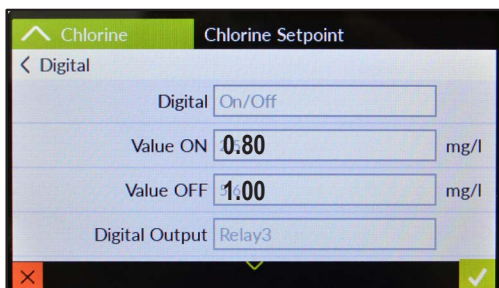 Chlorine Chlorine Setpoint
Digital
Digital On/Off
Value ON 0.80 mg/l
Value OFF 1.00 mg/l
Digital Output Relay3